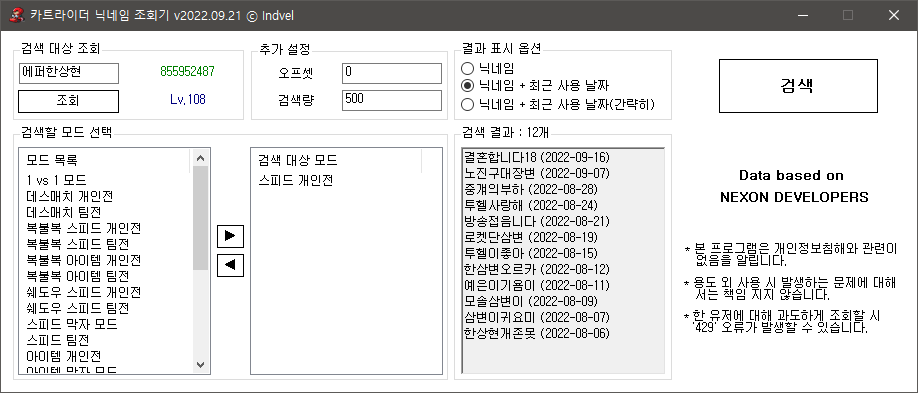 카트라이더 닉네임 조회기 v2022.09.21 ⓒ Indvel
검색 대상 조회
에퍼한상현
855952487
조회
Lv.108
추가 설정
오프셋
0
검색량
500
결과 표시 옵션
닉네임
닉네임 + 최근 사용 날짜
닉네임 + 최근 사용 날짜(간략히)
검색
검색할 모드 선택
모드 목록
1 vs 1 모드
데스매치 개인전
데스매치 팀전
복불복 스피드 개인전
복불복 스피드 팀전
복불복 아이템 개인전
복불복 아이템 팀전
쉐도우 스피드 개인전
쉐도우 스피드 팀전
스피드 막자 모드
스피드 팀전
아이템 개인전
아이템 막자 모드
검색 대상 모드
스피드 개인전
검색 결과 : 12개
결혼합니다18 (2022-09-16)
노진구대장변 (2022-09-07)
중개의부하 (2022-08-28)
투헬사랑해 (2022-08-24)
방송접음니다 (2022-08-21)
로켓단삼변 (2022-08-19)
투헬이좋아 (2022-08-15)
한삼변오르카 (2022-08-12)
예은이기욤이 (2022-08-11)
모솔삼변이 (2022-08-09)
삼변이귀요미 (2022-08-07)
한상현개존못 (2022-08-06)
Data based on
NEXON DEVELOPERS
* 본 프로그램은 개인정보침해와 관련이
없음을 알립니다.
* 용도 외 사용 시 발생하는 문제에 대해
서는 책임 지지 않습니다.
* 한 유저에 대해 과도하게 조회할 시
'429' 오류가 발생할 수 있습니다.